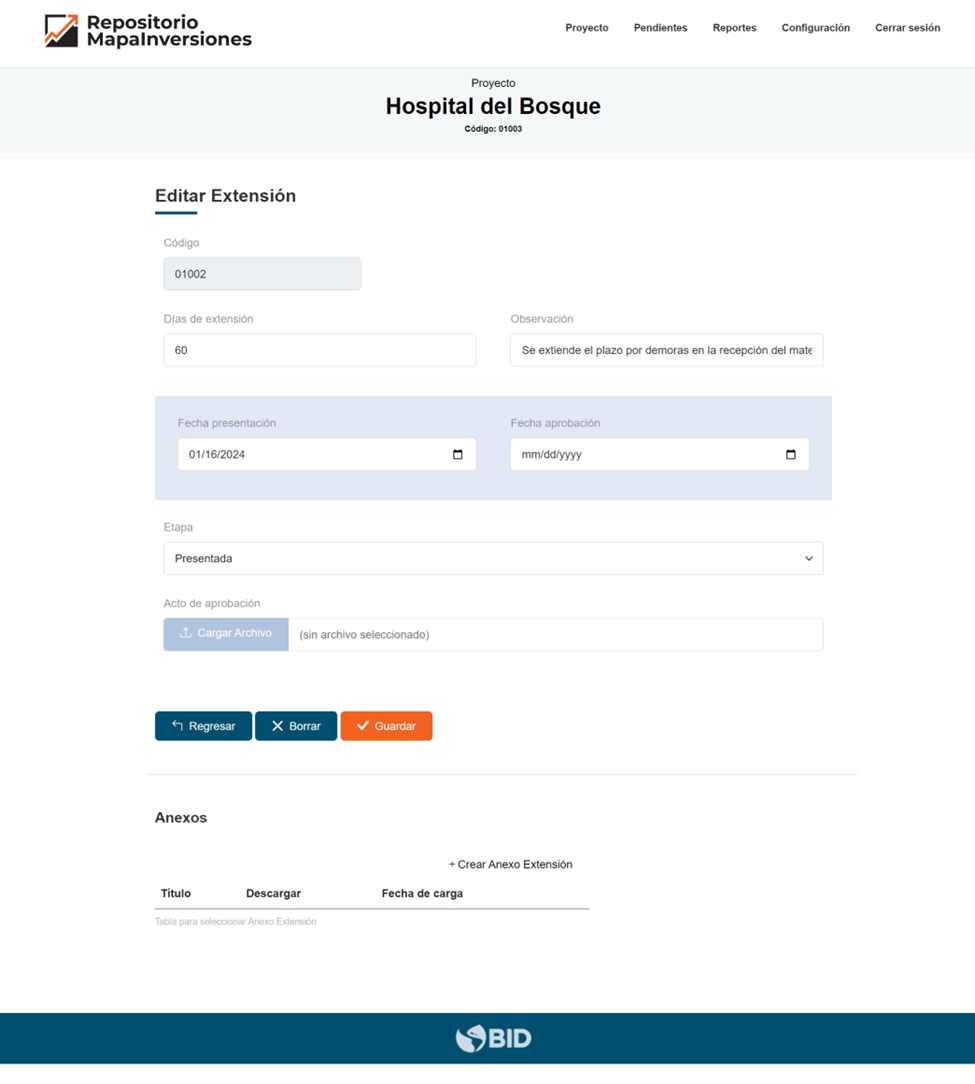 Repositorio
MapaInversiones
Proyecto Pendientes Reportes Configuración Cerrar sesión
Proyecto
Hospital del Bosque
Código: 01003
Editar Extensión
Código
01002
Días de extensión Observación
60 Se extiende el plazo por demoras en la recepción del mate
Fecha presentación Fecha aprobación
01/16/2024 mm/dd/yyyy
Etapa
Presentada
Acto de aprobación
Cargar Archivo (sin archivo seleccionado)
Regresar Borrar Guardar
Anexos
+ Crear Anexo Extensión
Título Descargar Fecha de carga
Tabla para seleccionar Anexo Extensión
BID